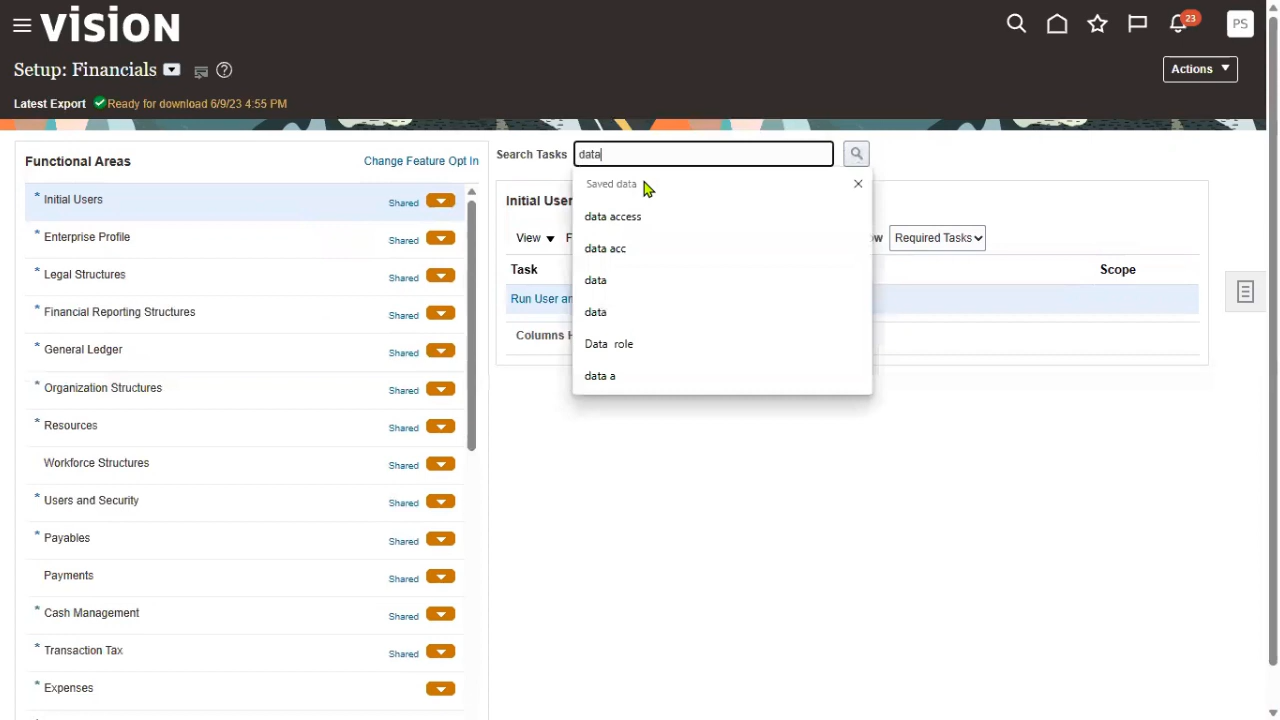 VISION
23
PS
Setup: Financials
Actions
Latest Export Ready for download 6/9/23 4:55 PM
Functional Areas
Change Feature Opt In
* Initial Users Shared
* Enterprise Profile Shared
* Legal Structures Shared
* Financial Reporting Structures Shared
* General Ledger Shared
* Organization Structures Shared
* Resources Shared
Workforce Structures Shared
* Users and Security Shared
* Payables Shared
Payments Shared
* Cash Management Shared
* Transaction Tax Shared
* Expenses
Search Tasks data
Saved data
data access
data acc
data
data
Data role
data a
Initial User
View
Required Tasks
Task
Scope
Run User
Columns